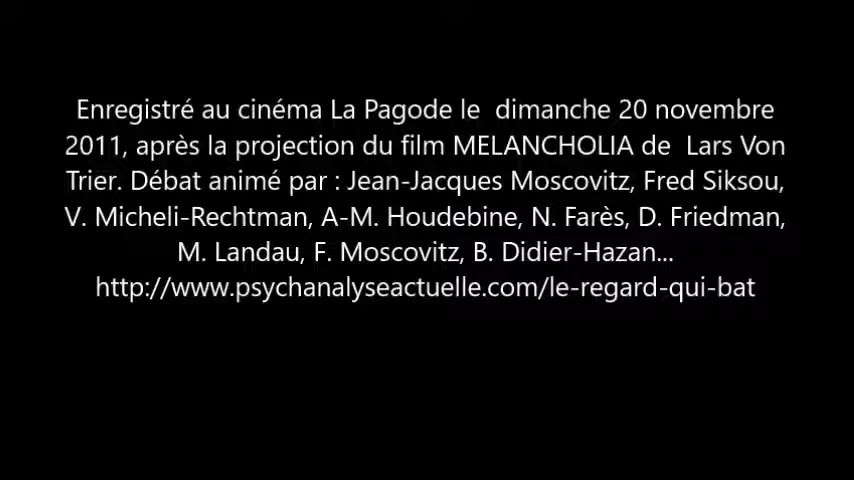 Enregistré au cinéma La Pagode le  dimanche 20 novembre
2011, après la projection du film MELANCHOLIA de  Lars Von
Trier. Débat animé par : Jean-Jacques Moscovitz, Fred Siksou,
V. Micheli-Rechtman, A-M. Houdebine, N. Farès, D. Friedman,
M. Landau, F. Moscovitz, B. Didier-Hazan...
http://www.psychanalyseactuelle.com/le-regard-qui-bat